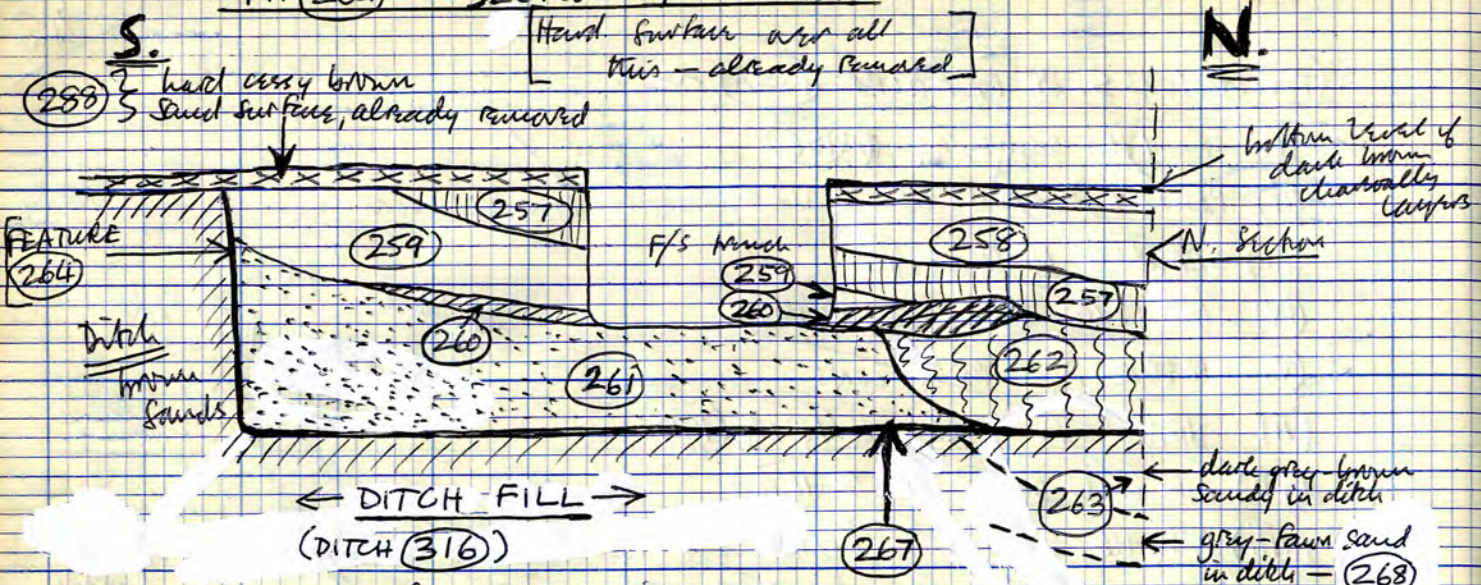 [Hard surface over all
this — already removed]
S.
N.
288 } hard cessy brown
sand surface, already removed
bottom level of
dark brown
charcoally
layers
257
259
F/S trench
258
N. Section
FEATURE
264
259
257
260
260
262
Ditch
brown
sands
261
263
dark grey-brown
sandy in ditch
← DITCH FILL →
(DITCH 316)
267
grey-fawn sand
in ditch — 268